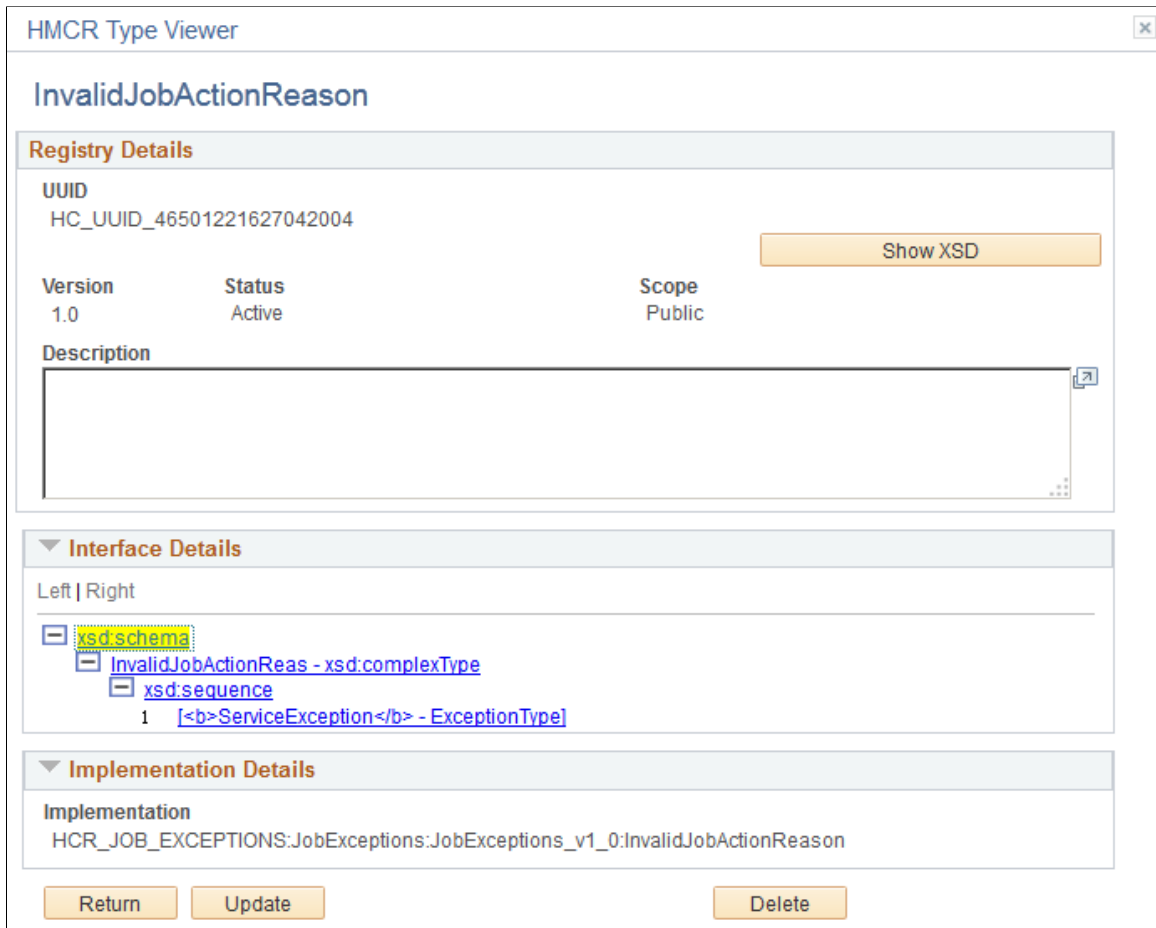 HMCR Type Viewer
InvalidJobActionReason
Registry Details
UUID
HC_UUID_46501221627042004
Show XSD
Version Status Scope
1.0 Active Public
Description
Interface Details
Left | Right
xsd:schema
InvalidJobActionReas - xsd:complexType
xsd:sequence
1 [<b>ServiceException</b> - ExceptionType]
Implementation Details
Implementation
HCR_JOB_EXCEPTIONS:JobExceptions:JobExceptions_v1_0:InvalidJobActionReason
Return Update Delete